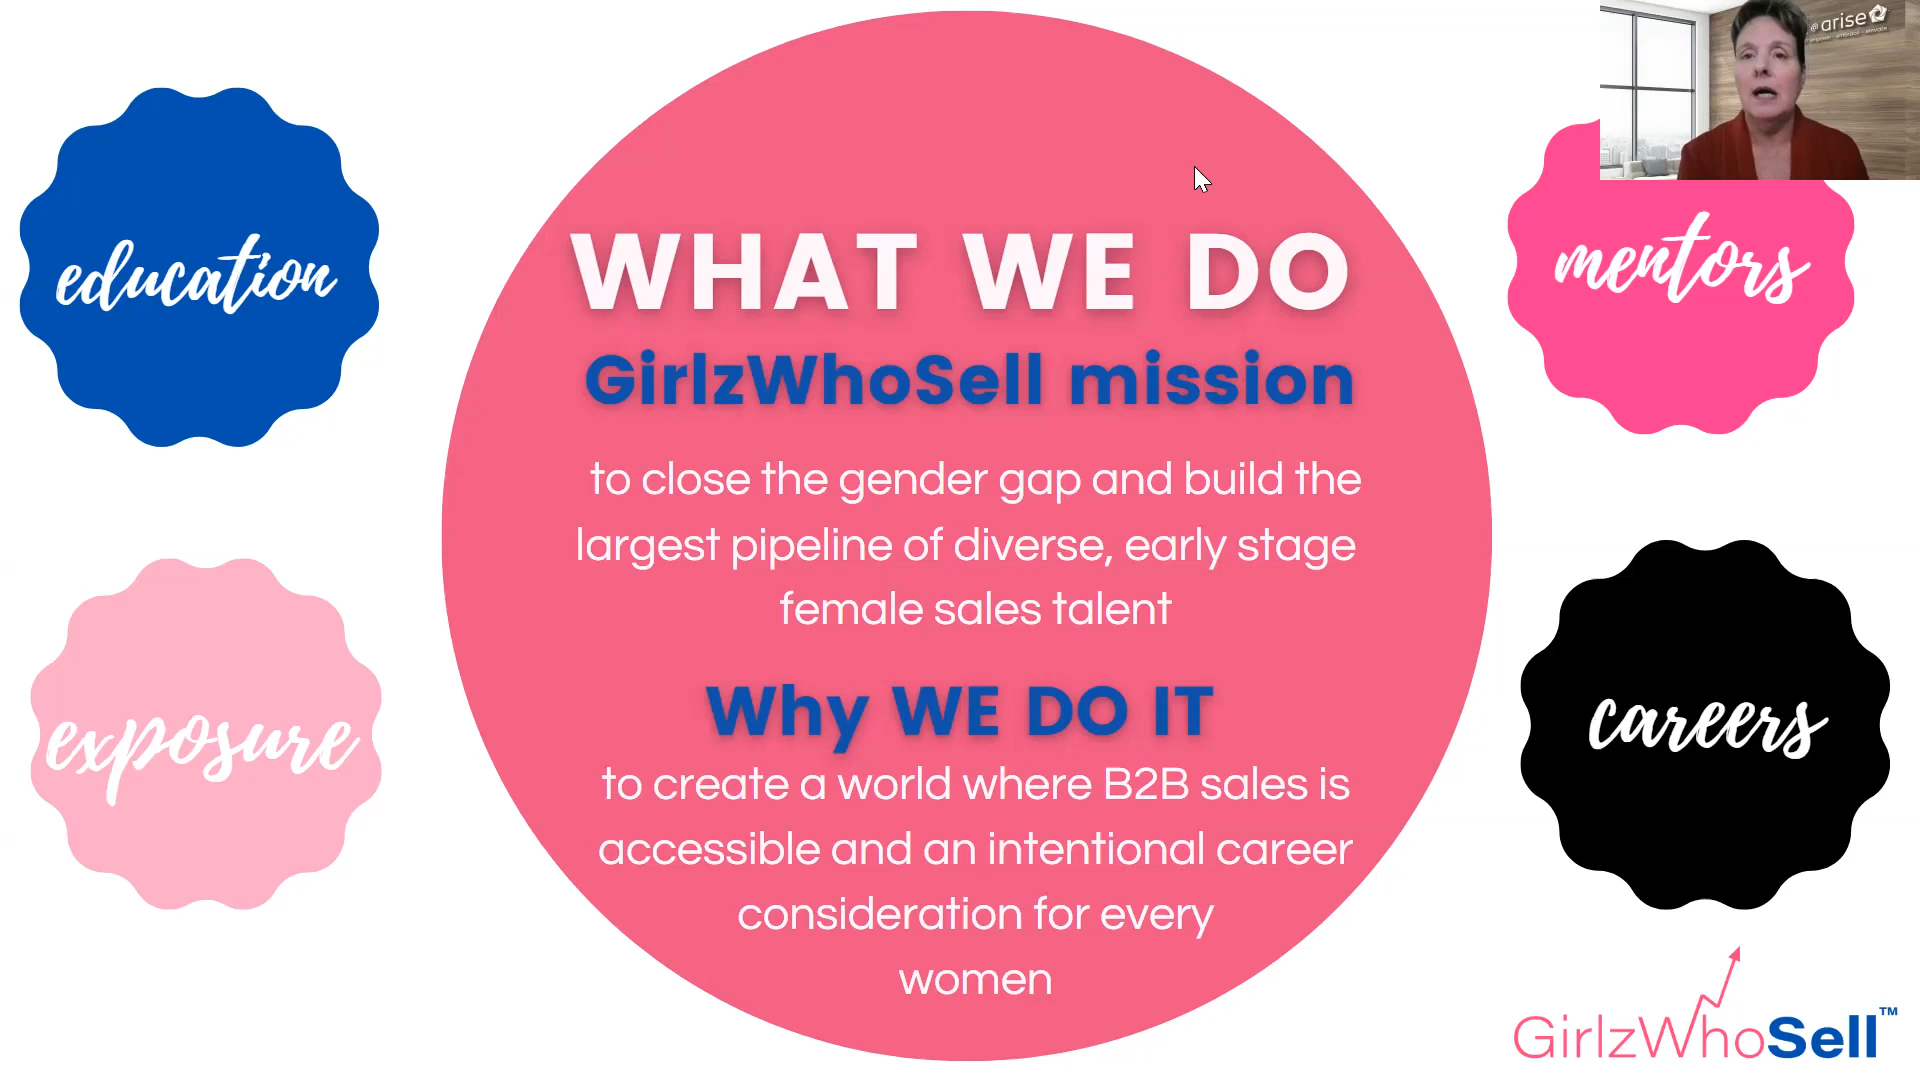 WHAT WE DO
GirlzWhoSell mission
to close the gender gap and build the
largest pipeline of diverse, early stage
female sales talent
Why WE DO IT
to create a world where B2B sales is
accessible and an intentional career
consideration for every
women
education
exposure
mentors
careers
@ arise
GirlzWhoSell™